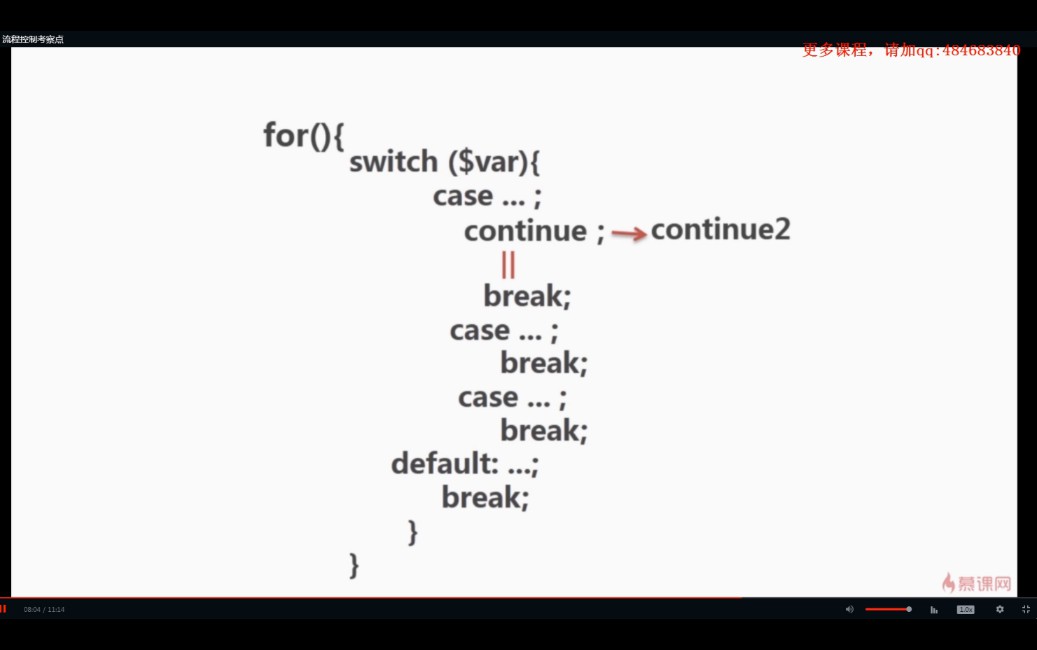 流程控制考察点
更多课程，请加qq:484683840
for(){
switch ($var){
case ... ;
continue ; continue2
||
break;
case ... ;
break;
case ... ;
break;
default: ...;
break;
}
}
慕课网
08:04 / 11:14
1.0x